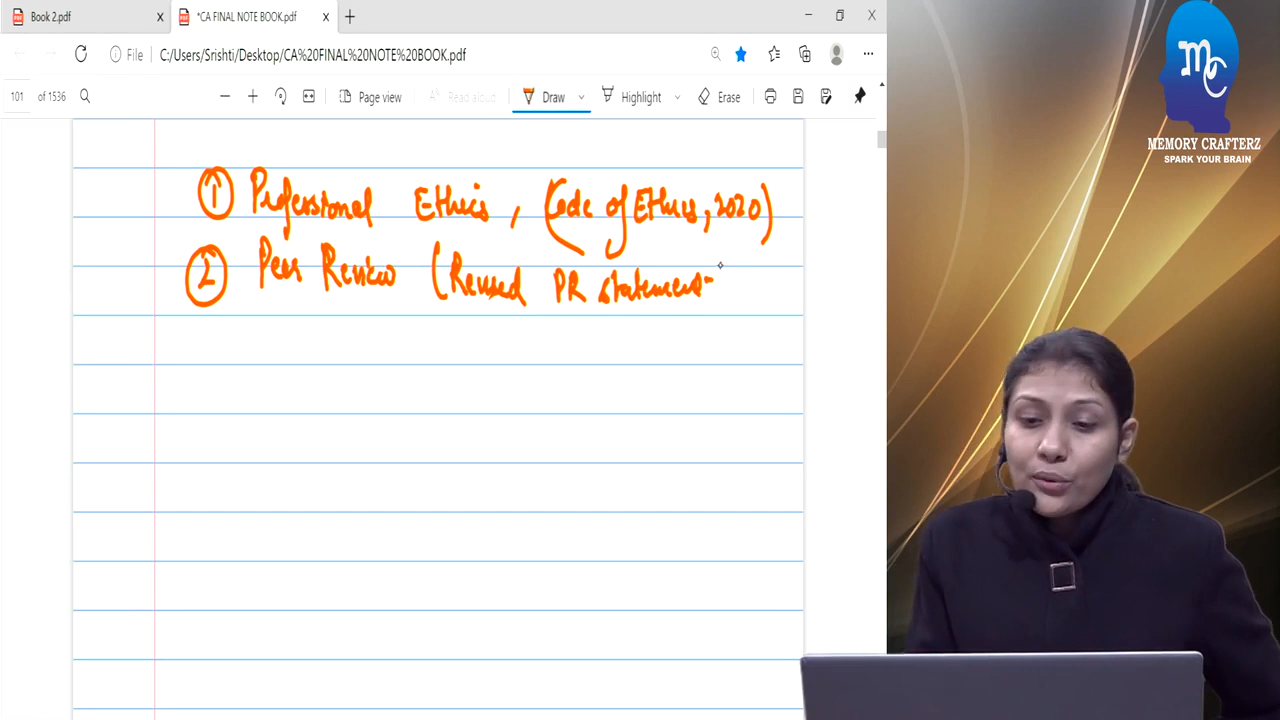 Book 2.pdf
*CA FINAL NOTE BOOK.pdf
File C:/Users/Srishti/Desktop/CA%20FINAL%20NOTE%20BOOK.pdf
101 of 1536 Page view Read aloud Draw Highlight Erase
① Professional Ethics, (Code of Ethics, 2020)
② Peer Review (Revised PR statement
MC
MEMORY CRAFTERZ
SPARK YOUR BRAIN